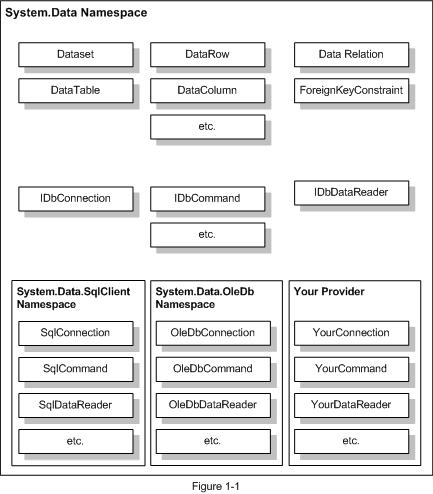 System.Data Namespace
Dataset
DataRow
Data Relation
DataTable
DataColumn
ForeignKeyConstraint
etc.
IDbConnection
IDbCommand
IDbDataReader
etc.
System.Data.SqlClient
Namespace
SqlConnection
SqlCommand
SqlDataReader
etc.
System.Data.OleDb
Namespace
OleDbConnection
OleDbCommand
OleDbDataReader
etc.
Your Provider
YourConnection
YourCommand
YourDataReader
etc.
Figure 1-1